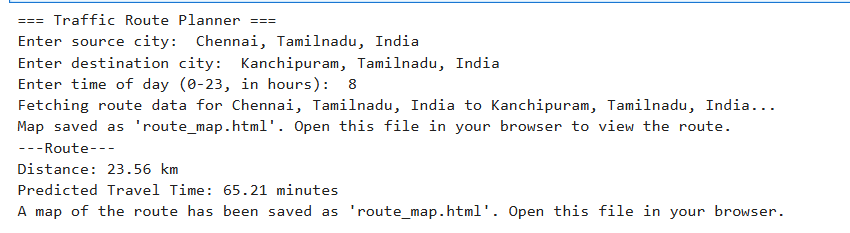 === Traffic Route Planner ===
Enter source city:  Chennai, Tamilnadu, India
Enter destination city:  Kanchipuram, Tamilnadu, India
Enter time of day (0-23, in hours):  8
Fetching route data for Chennai, Tamilnadu, India to Kanchipuram, Tamilnadu, India...
Map saved as 'route_map.html'. Open this file in your browser to view the route.
---Route---
Distance: 23.56 km
Predicted Travel Time: 65.21 minutes
A map of the route has been saved as 'route_map.html'. Open this file in your browser.